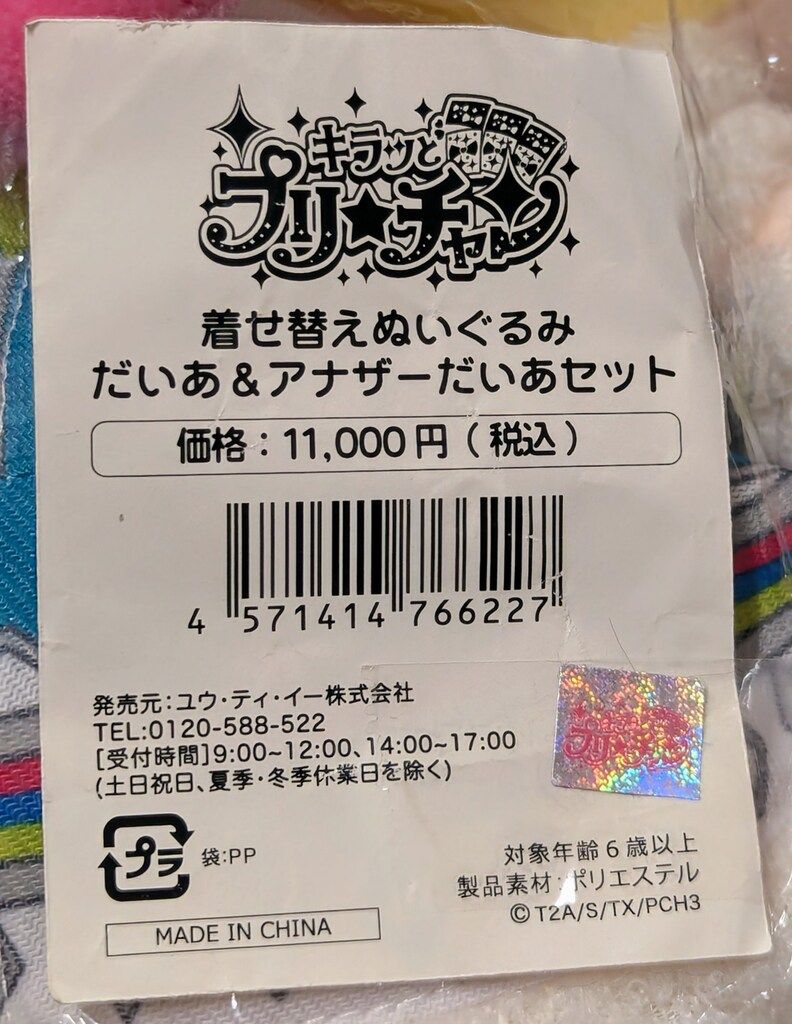 キラッと
プリ★チャン
着せ替えぬいぐるみ
だいあ&アナザーだいあセット
価格：11,000円（税込）
4 571414 766227
発売元：ユウ・ティ・イー株式会社
TEL:0120-588-522
[受付時間]9:00~12:00、14:00~17:00
(土日祝日、夏季・冬季休業日を除く)
プラ 袋:PP
MADE IN CHINA
プリ★チャン
対象年齢6歳以上
製品素材:ポリエステル
©T2A/S/TX/PCH3